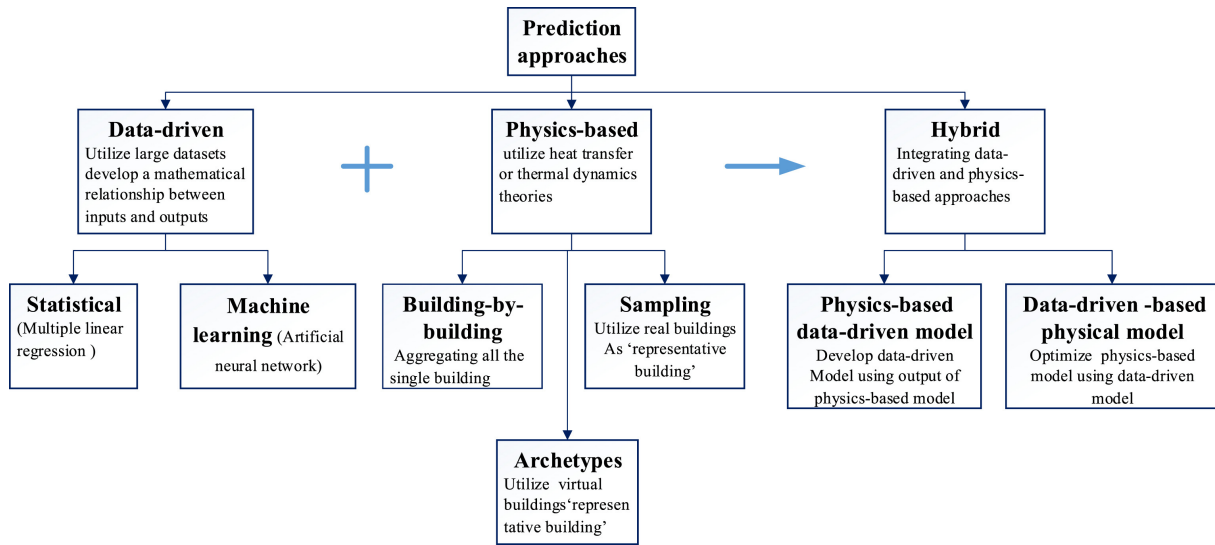 Prediction
approaches
Data-driven
Utilize large datasets
develop a mathematical
relationship between
inputs and outputs
Physics-based
utilize heat transfer
or thermal dynamics
theories
Hybrid
Integrating data-
driven and physics-
based approaches
Statistical
(Multiple linear
regression )
Machine
learning (Artificial
neural network)
Building-by-
building
Aggregating all the
single building
Sampling
Utilize real buildings
As ‘representative
building’
Physics-based
data-driven model
Develop data-driven
Model using output of
physics-based model
Data-driven -based
physical model
Optimize physics-based
model using data-driven
model
Archetypes
Utilize virtual
buildings‘represen
tative building’